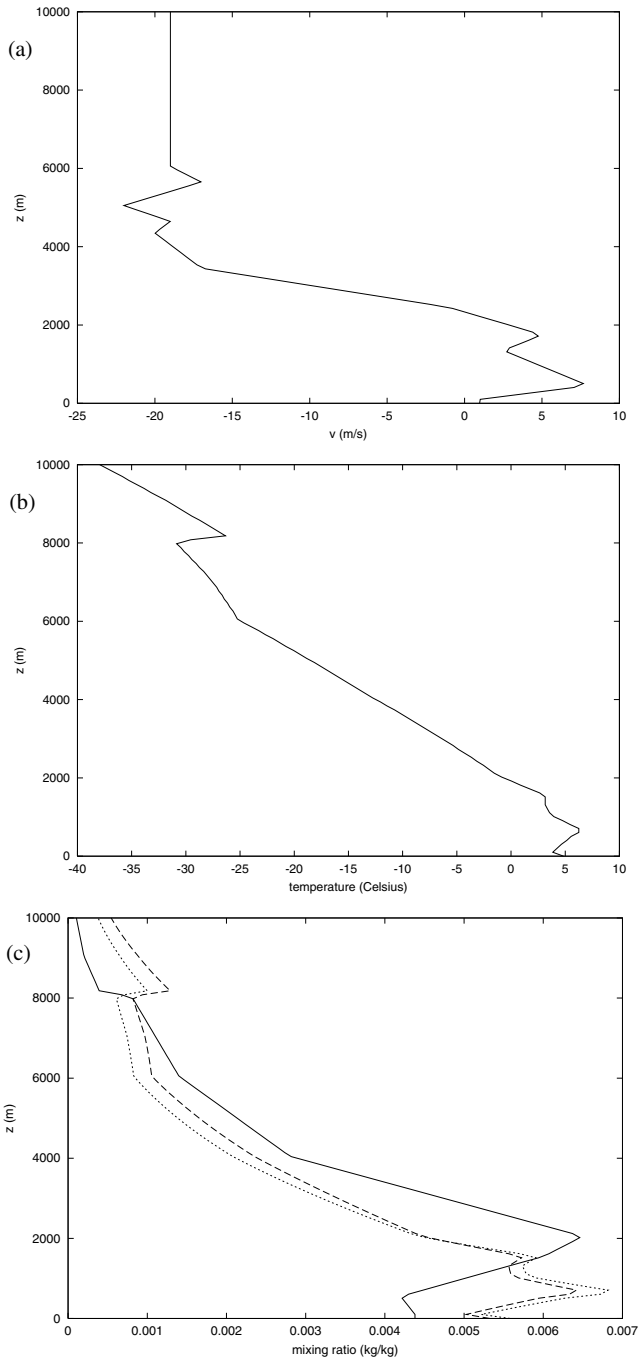 (a)
10000
8000
6000
4000
2000
0
z (m)
-25 -20 -15 -10 -5 0 5 10
v (m/s)
(b)
10000
8000
6000
4000
2000
0
z (m)
-40 -35 -30 -25 -20 -15 -10 -5 0 5 10
temperature (Celsius)
(c)
10000
8000
6000
4000
2000
0
z (m)
0 0.001 0.002 0.003 0.004 0.005 0.006 0.007
mixing ratio (kg/kg)